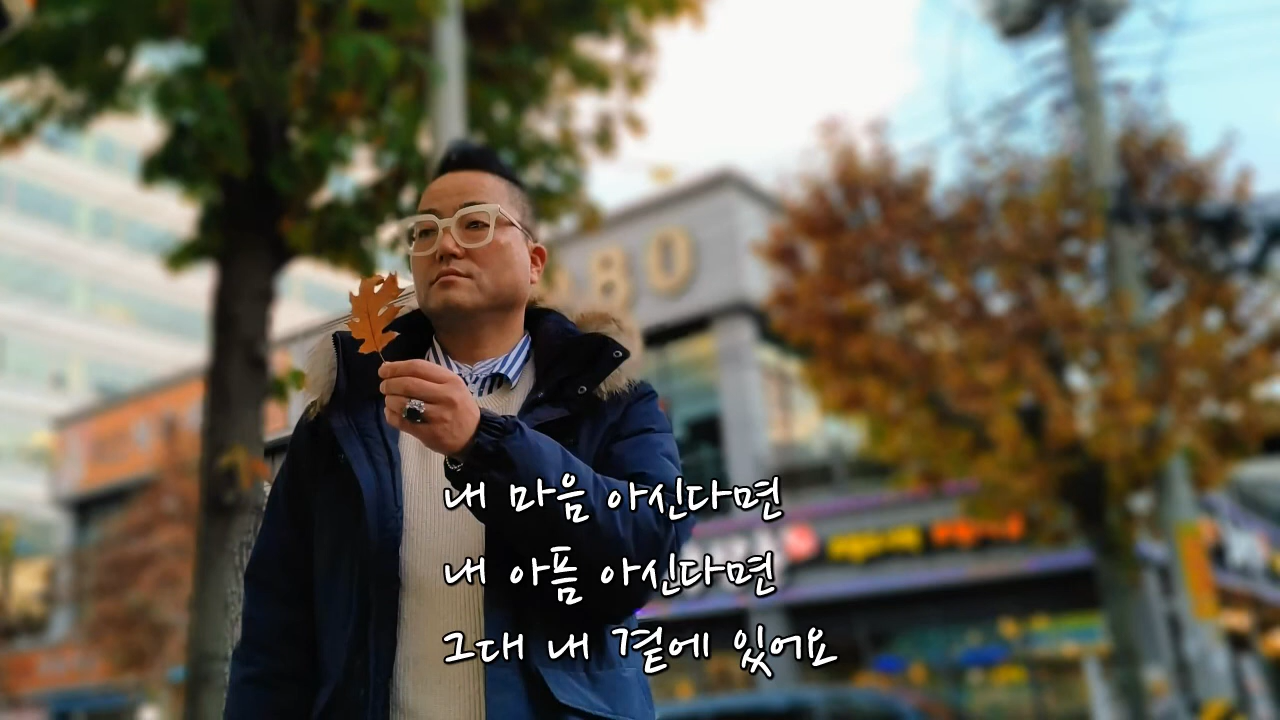 80
내 마음 아신다면
내 아픔 아신다면
그대 내 곁에 있어요